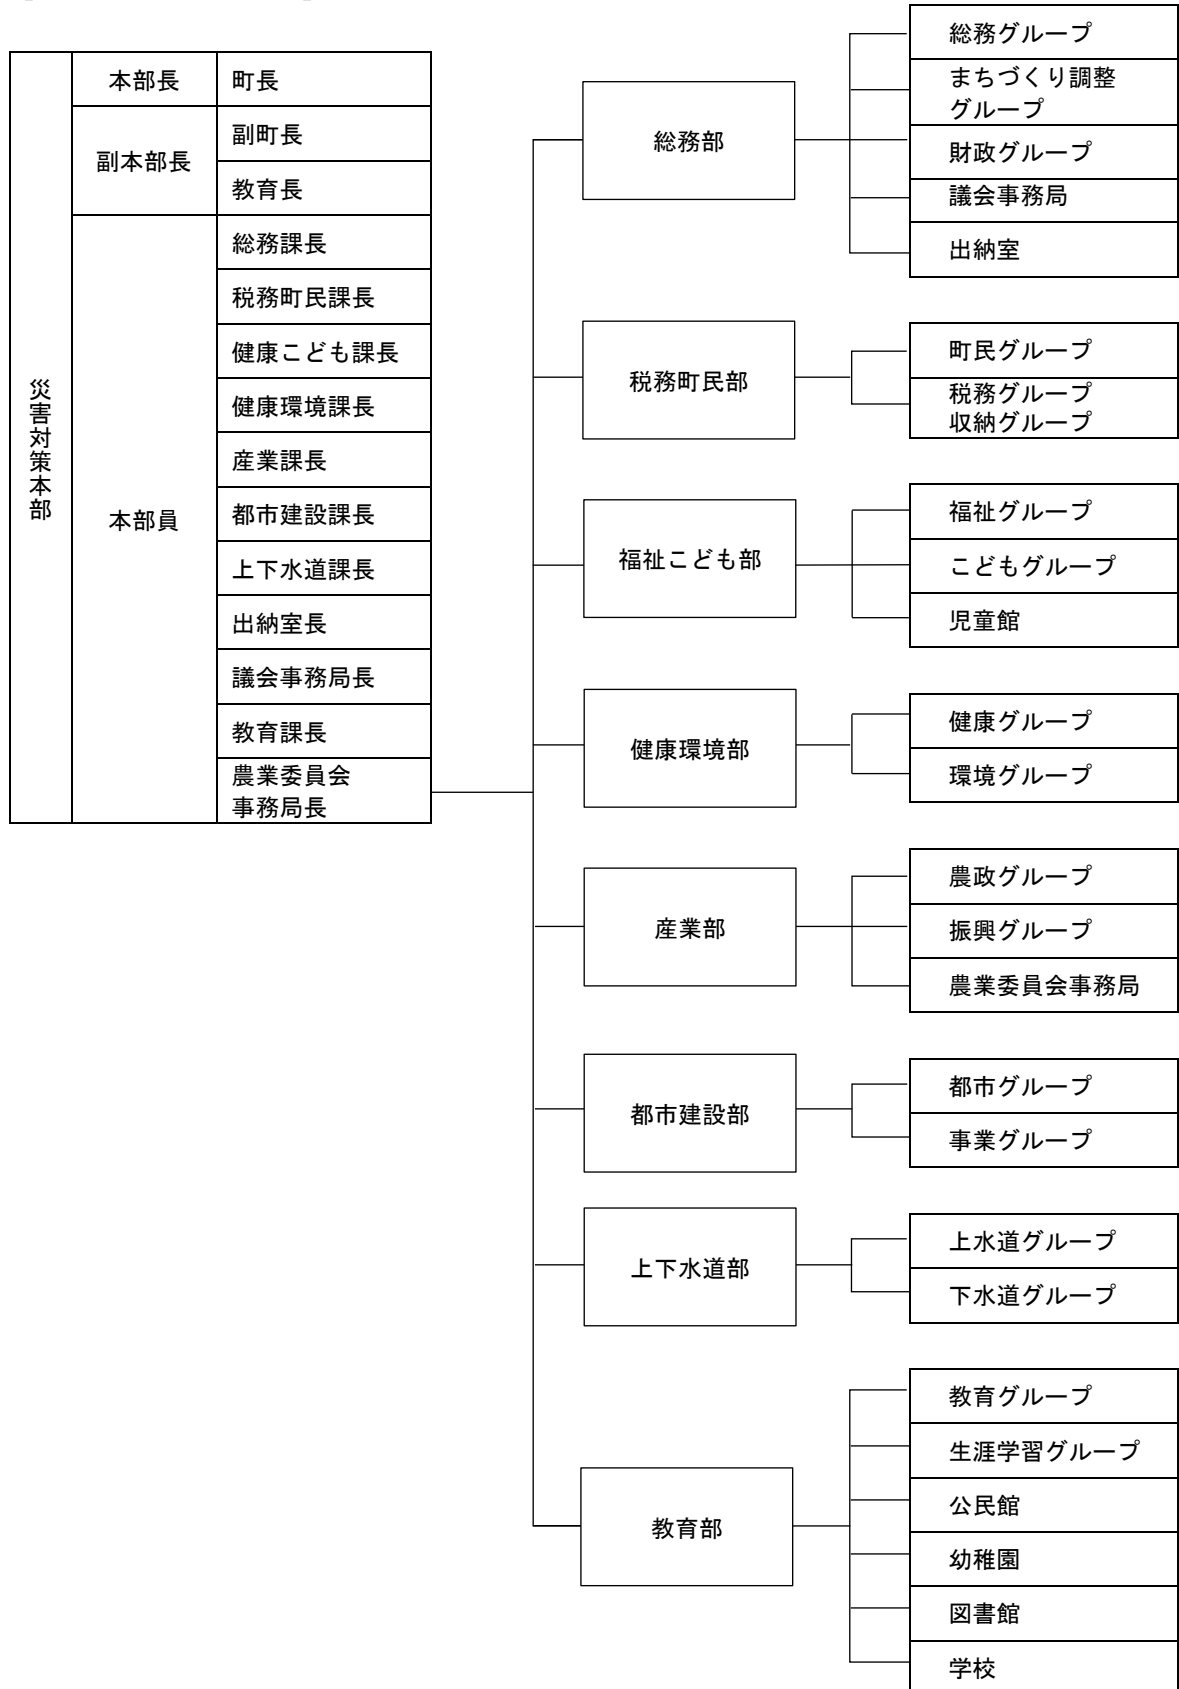 災害対策本部
本部長
町長
副本部長
副町長
教育長
本部員
総務課長
税務町民課長
健康こども課長
健康環境課長
産業課長
都市建設課長
上下水道課長
出納室長
議会事務局長
教育課長
農業委員会
事務局長
総務部
総務グループ
まちづくり調整
グループ
財政グループ
議会事務局
出納室
税務町民部
町民グループ
税務グループ
収納グループ
福祉こども部
福祉グループ
こどもグループ
児童館
健康環境部
健康グループ
環境グループ
産業部
農政グループ
振興グループ
農業委員会事務局
都市建設部
都市グループ
事業グループ
上下水道部
上水道グループ
下水道グループ
教育部
教育グループ
生涯学習グループ
公民館
幼稚園
図書館
学校